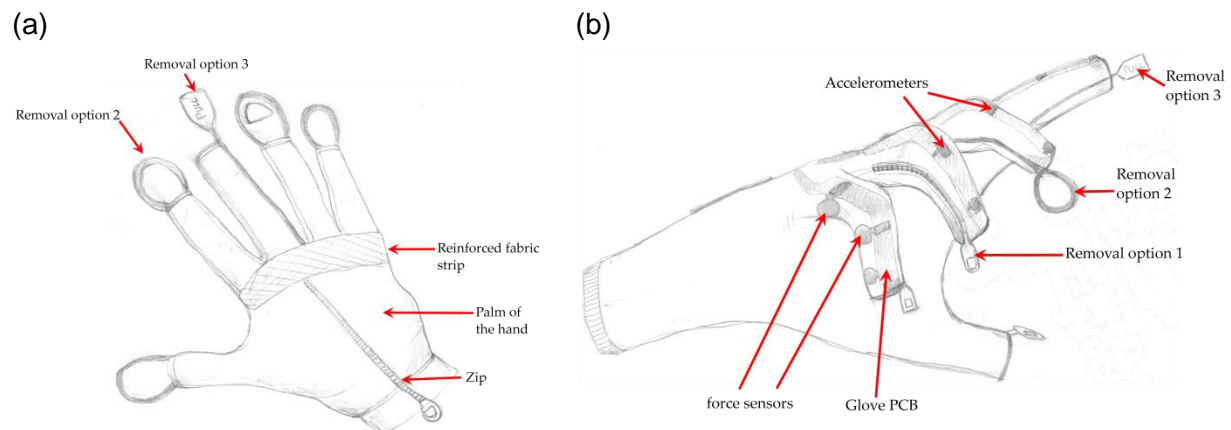 (a)
Removal option 3
Removal option 2
PULL
Reinforced fabric
strip
Palm of
the hand
Zip
(b)
Accelerometers
PULL
Removal
option 3
Removal
option 2
Removal option 1
force sensors
Glove PCB